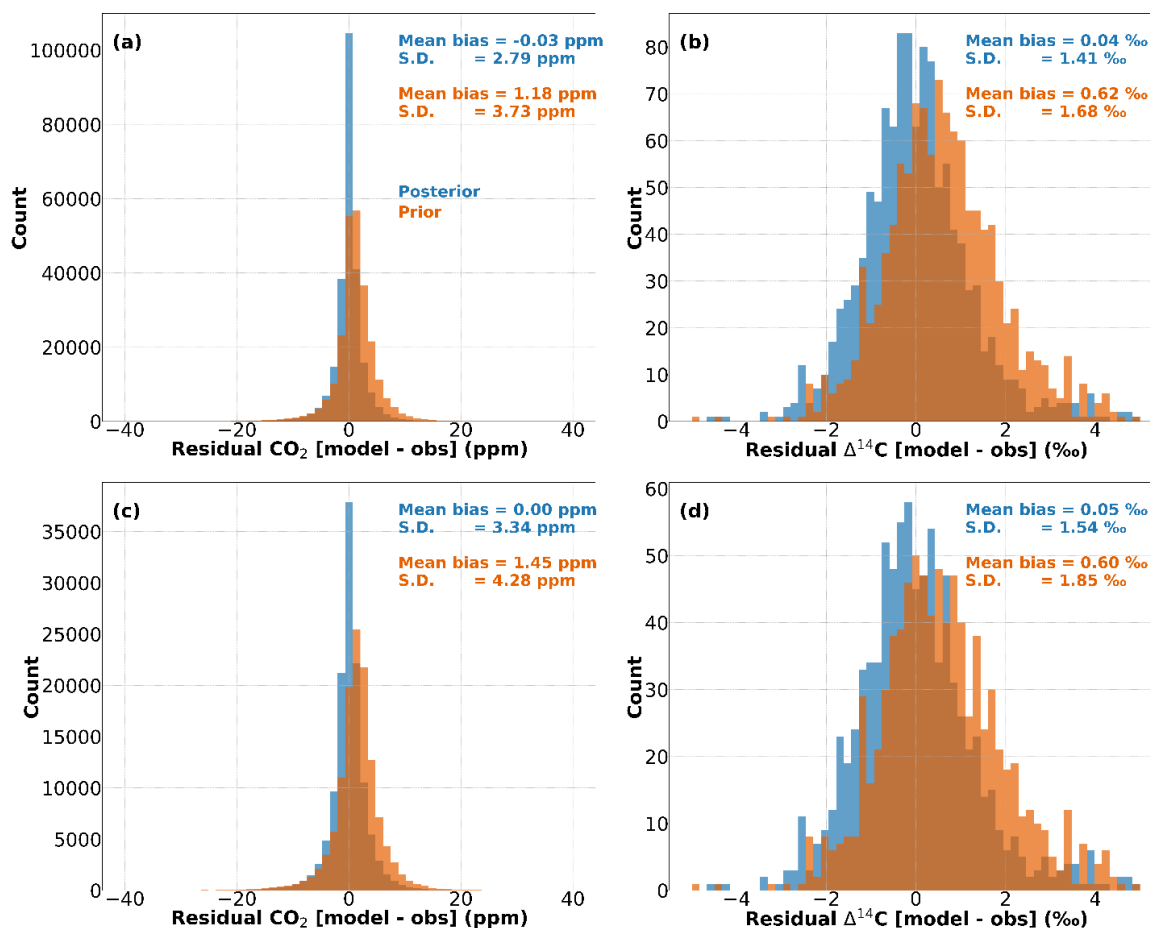 (a)
Mean bias = -0.03 ppm
S.D. = 2.79 ppm
Mean bias = 1.18 ppm
S.D. = 3.73 ppm
Posterior
Prior
Count
100000
80000
60000
40000
20000
0
−40
−20
0
20
40
Residual CO₂ [model - obs] (ppm)
(b)
Mean bias = 0.04 ‰
S.D. = 1.41 ‰
Mean bias = 0.62 ‰
S.D. = 1.68 ‰
Count
80
70
60
50
40
30
20
10
0
−4
−2
0
2
4
Residual Δ¹⁴C [model - obs] (‰)
(c)
Mean bias = 0.00 ppm
S.D. = 3.34 ppm
Mean bias = 1.45 ppm
S.D. = 4.28 ppm
Count
35000
30000
25000
20000
15000
10000
5000
0
−40
−20
0
20
40
Residual CO₂ [model - obs] (ppm)
(d)
Mean bias = 0.05 ‰
S.D. = 1.54 ‰
Mean bias = 0.60 ‰
S.D. = 1.85 ‰
Count
60
50
40
30
20
10
0
−4
−2
0
2
4
Residual Δ¹⁴C [model - obs] (‰)